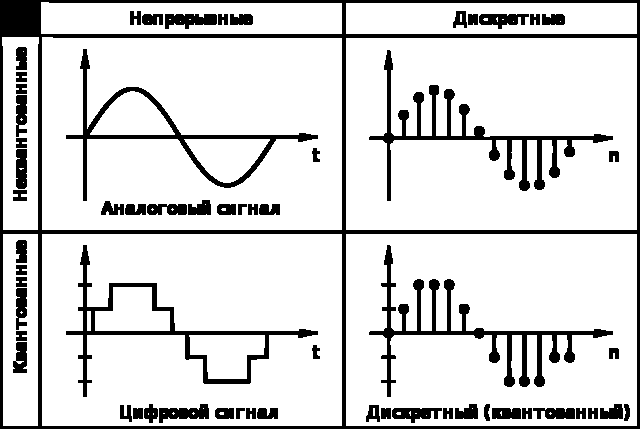 Непрерывные
Дискретные
Неквантованные
t
n
Аналоговый сигнал
Квантованные
t
n
Цифровой сигнал
Дискретный (квантованный)